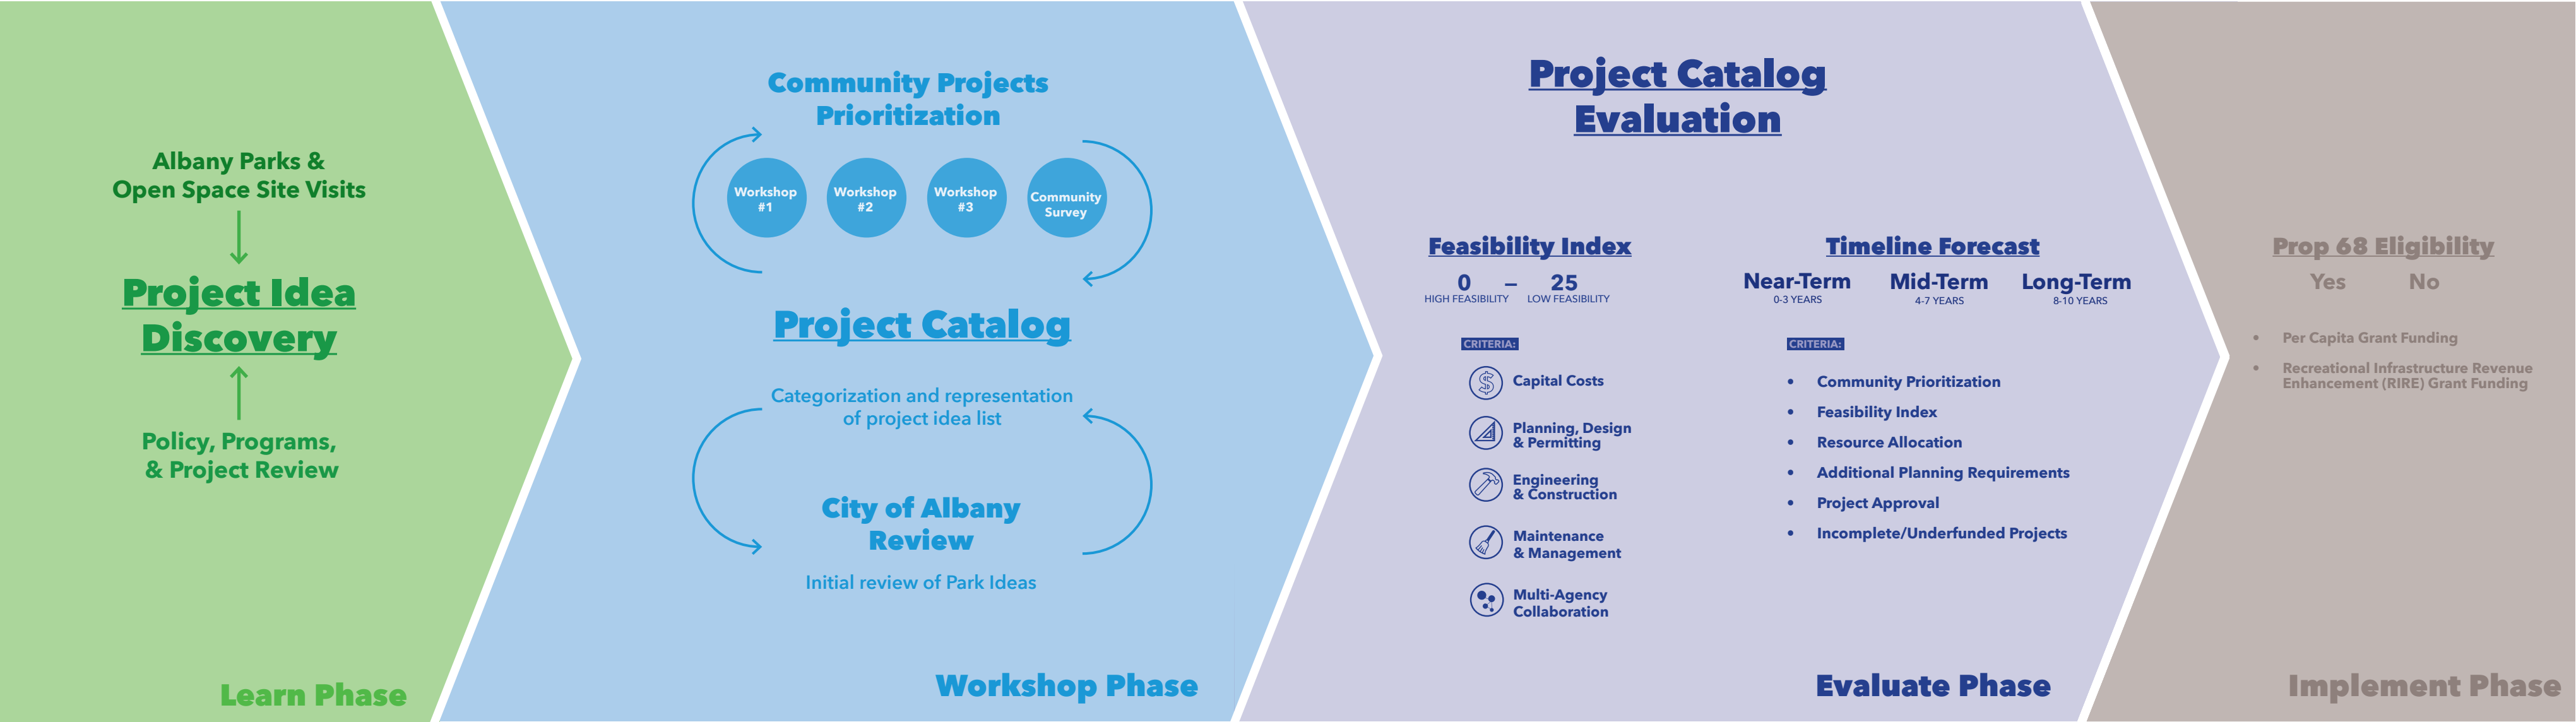 Albany Parks &
Open Space Site Visits
Project Idea
Discovery
Policy, Programs,
& Project Review
Learn Phase
Community Projects
Prioritization
Workshop
#1
Workshop
#2
Workshop
#3
Community
Survey
Project Catalog
Categorization and representation
of project idea list
City of Albany
Review
Initial review of Park Ideas
Workshop Phase
Project Catalog
Evaluation
Feasibility Index
0 – 25
HIGH FEASIBILITY LOW FEASIBILITY
CRITERIA:
Capital Costs
Planning, Design
& Permitting
Engineering
& Construction
Maintenance
& Management
Multi-Agency
Collaboration
Timeline Forecast
Near-Term Mid-Term Long-Term
0-3 YEARS 4-7 YEARS 8-10 YEARS
CRITERIA:
• Community Prioritization
• Feasibility Index
• Resource Allocation
• Additional Planning Requirements
• Project Approval
• Incomplete/Underfunded Projects
Evaluate Phase
Prop 68 Eligibility
Yes No
• Per Capita Grant Funding
• Recreational Infrastructure Revenue
Enhancement (RIRE) Grant Funding
Implement Phase